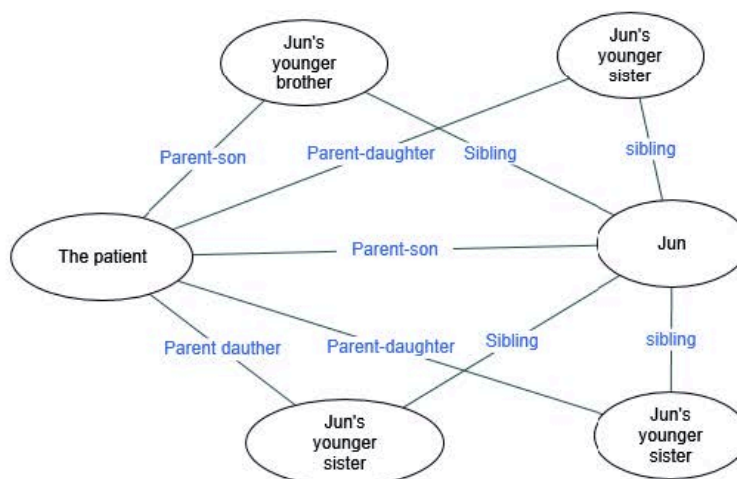 Jun's
younger
brother
Jun's
younger
sister
Parent-son
Parent-daughter
Sibling
sibling
The patient
Parent-son
Jun
Parent dauther
Parent-daughter
Sibling
sibling
Jun's
younger
sister
Jun's
younger
sister